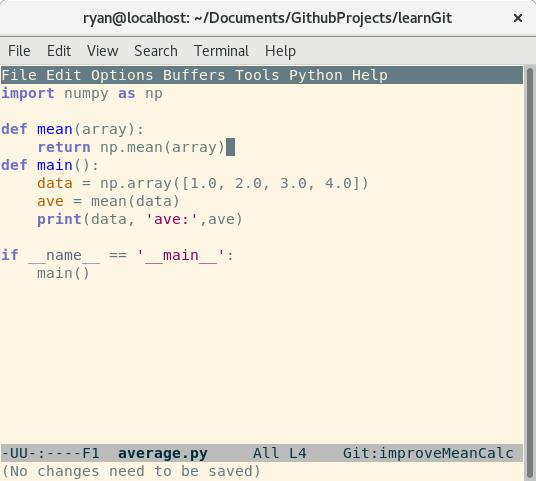 ryan@localhost: ~/Documents/GithubProjects/learnGit ×
File Edit View Search Terminal Help
File Edit Options Buffers Tools Python Help
import numpy as np
def mean(array):
    return np.mean(array)
def main():
    data = np.array([1.0, 2.0, 3.0, 4.0])
    ave = mean(data)
    print(data, 'ave:',ave)
if __name__ == '__main__':
    main()
-UU-:----F1  average.py     All L4    Git:improveMeanCalc
(No changes need to be saved)